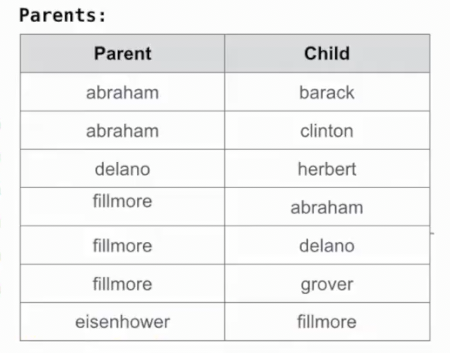 Parents:
Parent Child
abraham barack
abraham clinton
delano herbert
fillmore abraham
fillmore delano
fillmore grover
eisenhower fillmore